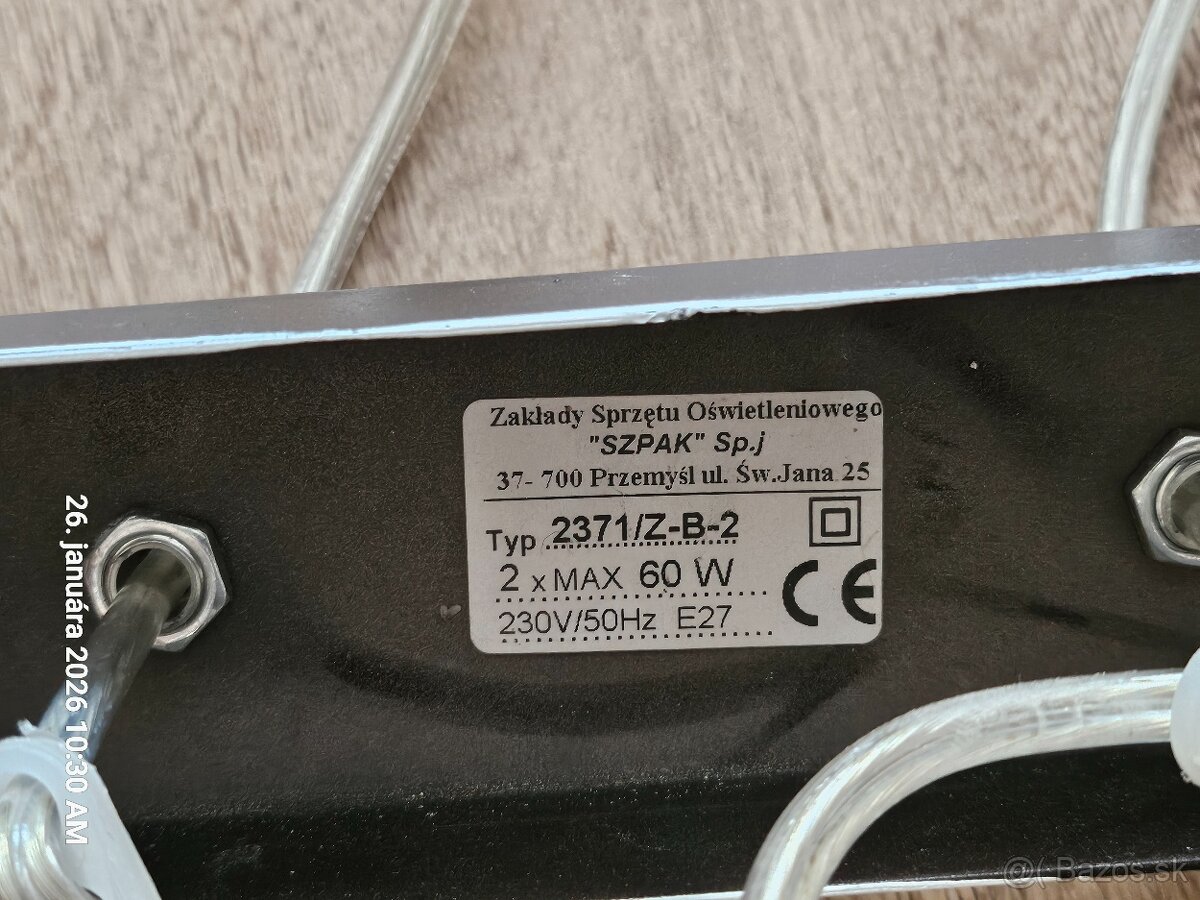 Zakłady Sprzętu Oświetleniowego
"SZPAK" Sp.j
37- 700 Przemyśl ul. Św.Jana 25
Typ 2371/Z-B-2
2 x MAX 60 W
230V/50Hz E27
CE
26. januára 2026 10:30 AM
Bazos.sk